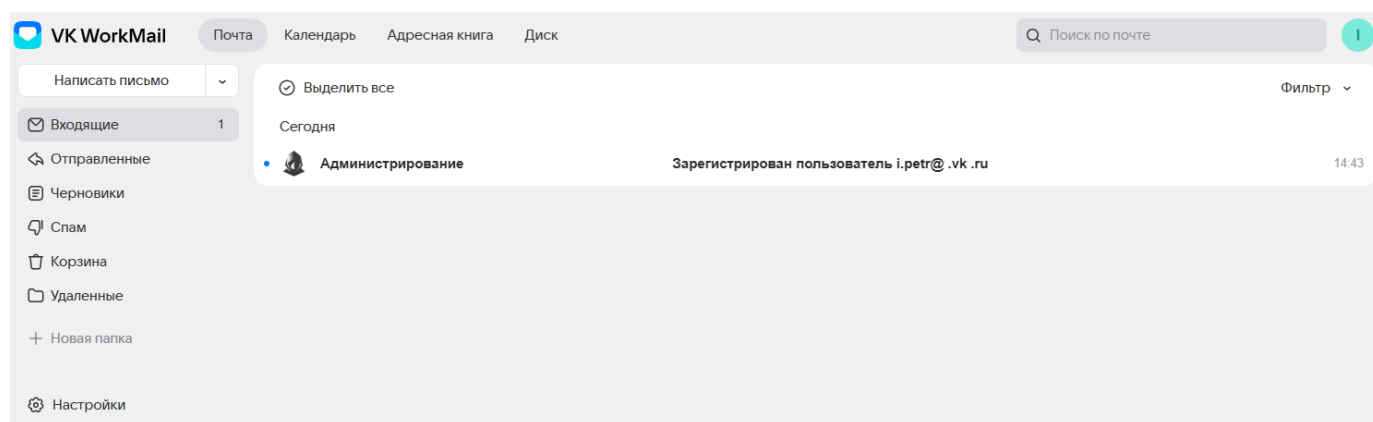 VK WorkMail Почта Календарь Адресная книга Диск Поиск по почте I
Написать письмо
Выделить все Фильтр
Входящие 1
Сегодня
Отправленные
Администрирование Зарегистрирован пользователь i.petr@ .vk .ru 14:43
Черновики
Спам
Корзина
Удаленные
Новая папка
Настройки